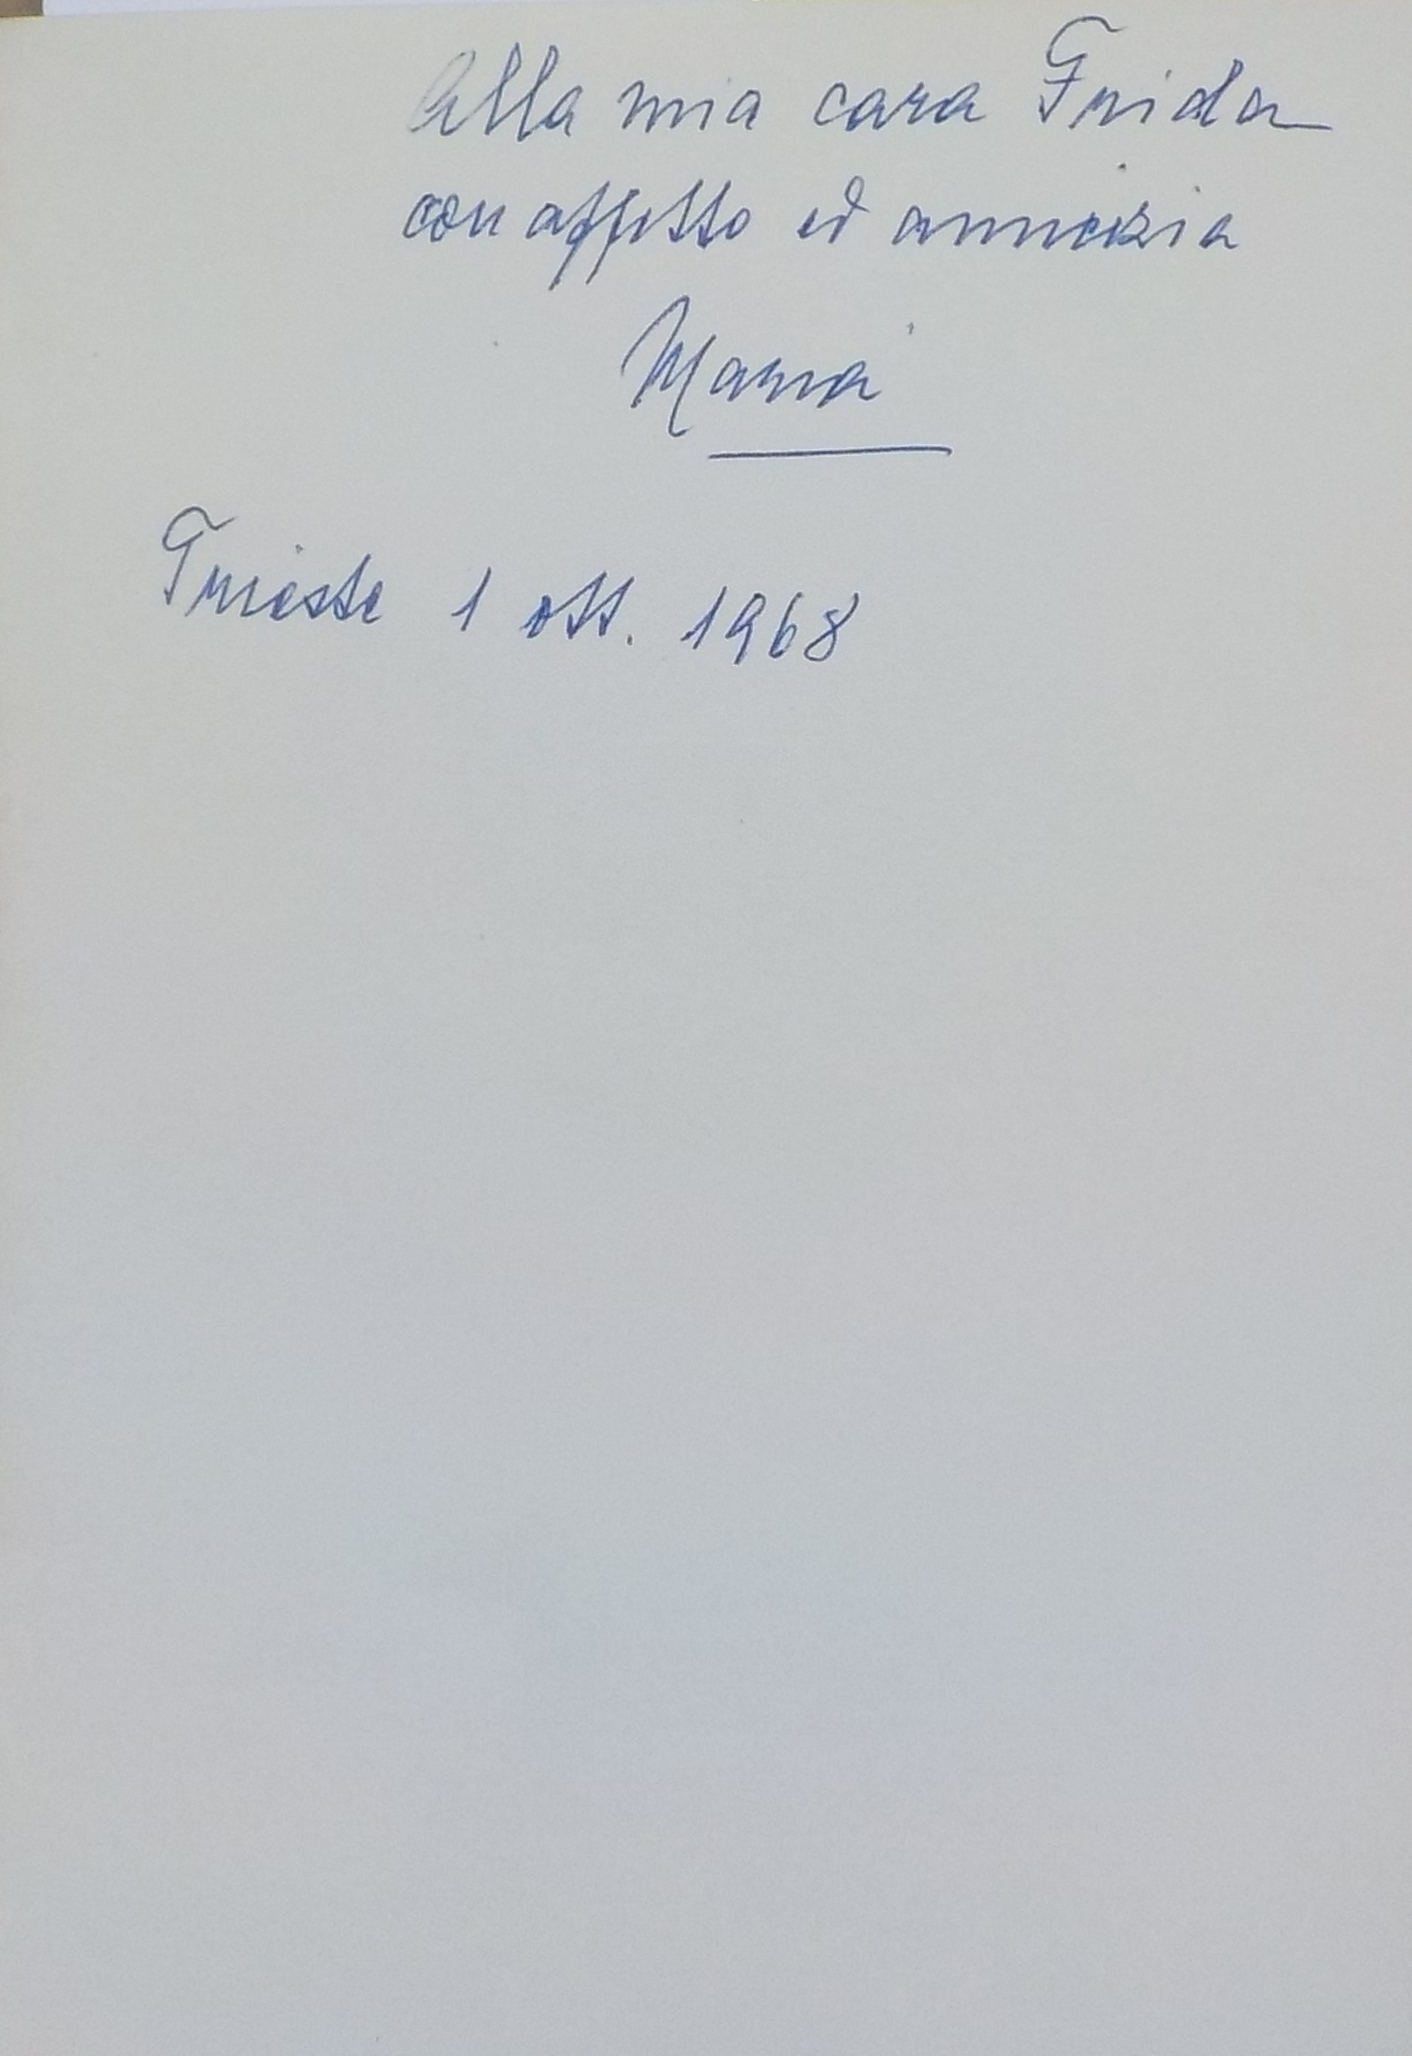 Alla mia cara Frida
con affetto ed amicizia
Maria
Trieste 1 ott. 1968